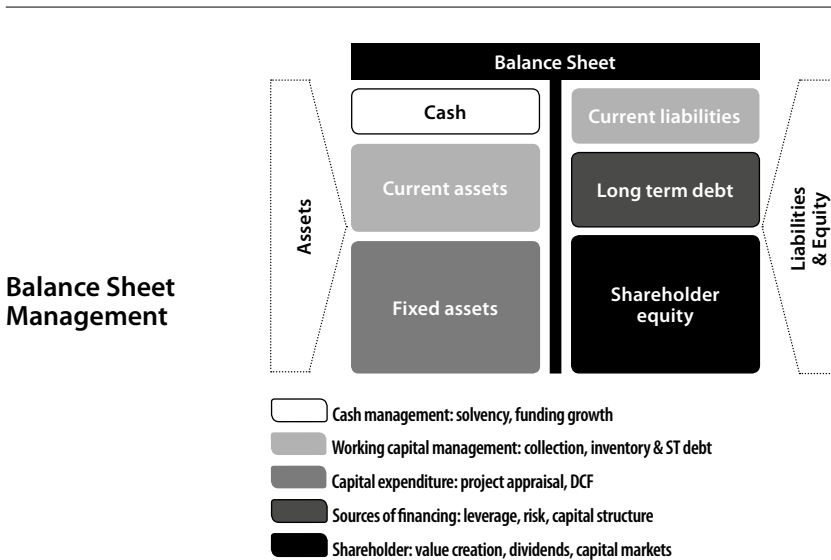 Balance Sheet
Cash
Current assets
Fixed assets
Current liabilities
Long term debt
Shareholder
equity
Assets
Liabilities
& Equity
Balance Sheet
Management
Cash management: solvency, funding growth
Working capital management: collection, inventory & ST debt
Capital expenditure: project appraisal, DCF
Sources of financing: leverage, risk, capital structure
Shareholder: value creation, dividends, capital markets